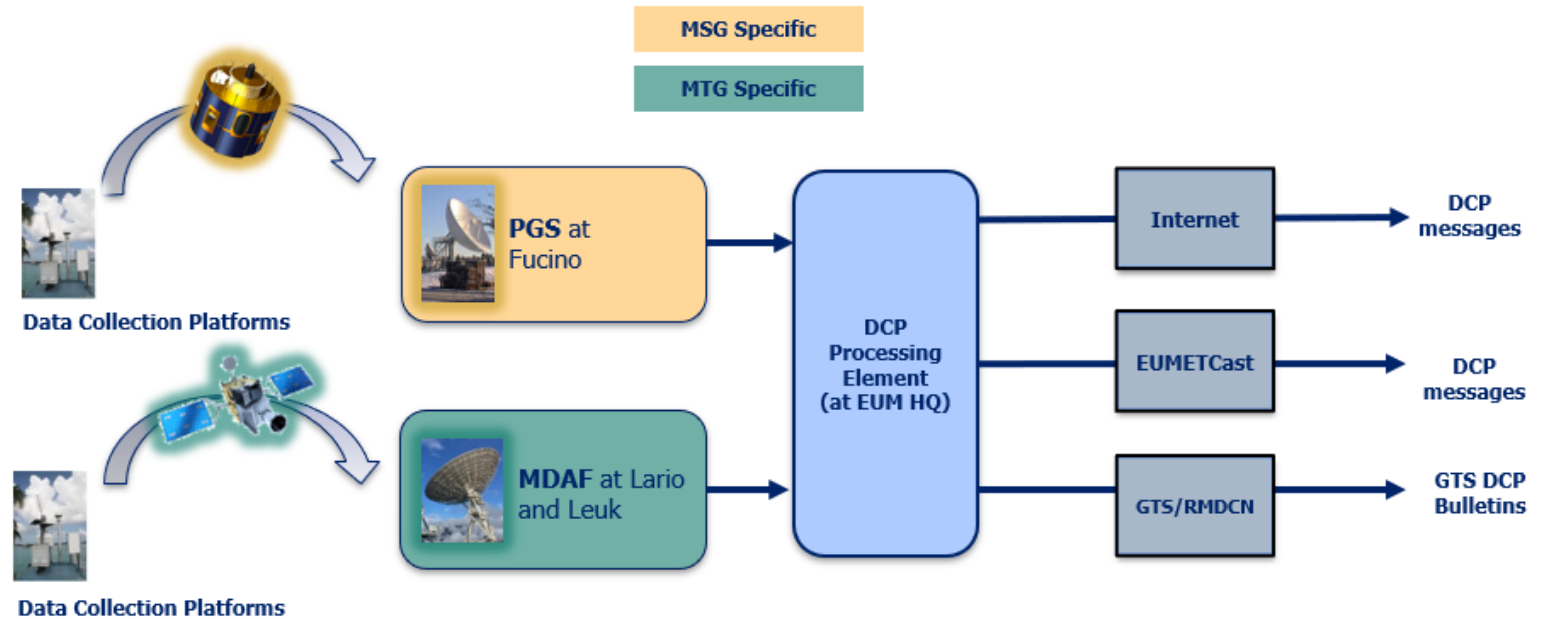 MSG Specific
MTG Specific
Data Collection Platforms
PGS at
Fucino
Data Collection Platforms
MDAF at Lario
and Leuk
DCP
Processing
Element
(at EUM HQ)
Internet
DCP
messages
EUMETCast
DCP
messages
GTS/RMDCN
GTS DCP
Bulletins